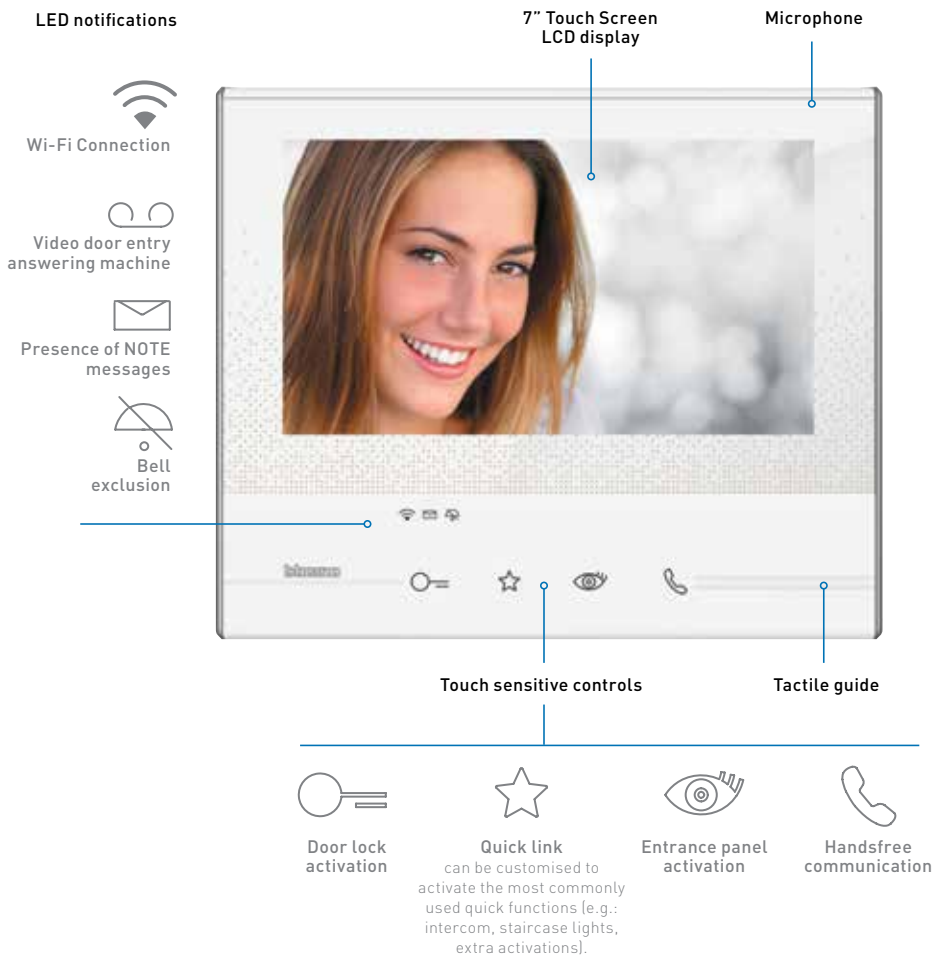 LED notifications
7” Touch Screen
LCD display
Microphone
Wi-Fi Connection
Video door entry
answering machine
Presence of NOTE
messages
Bell
exclusion
Touch sensitive controls
Tactile guide
Door lock
activation
Quick link
can be customised to
activate the most commonly
used quick functions (e.g.:
intercom, staircase lights,
extra activations).
Entrance panel
activation
Handsfree
communication